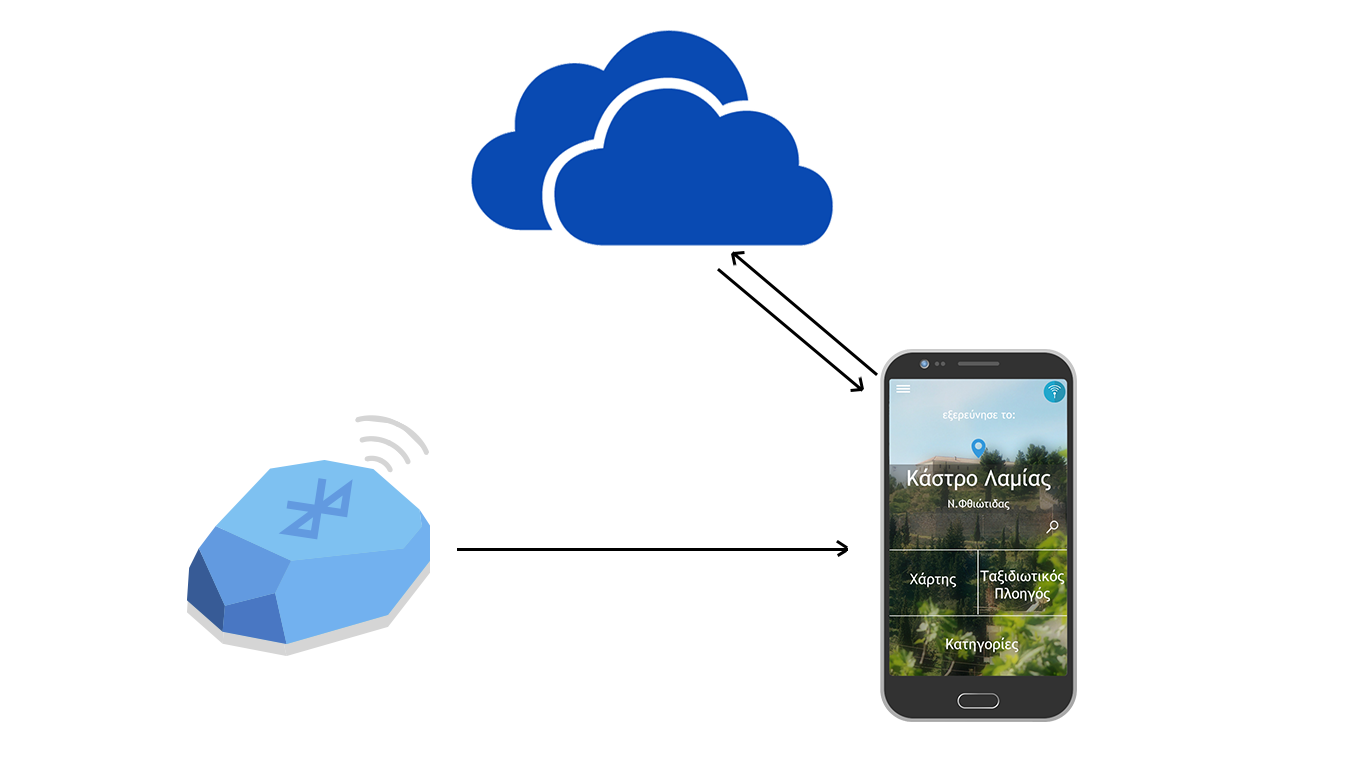 εξερεύνησε το:
Κάστρο Λαμίας
Ν.Φθιώτιδας
Χάρτης
Ταξιδιωτικός
Πλοηγός
Κατηγορίες